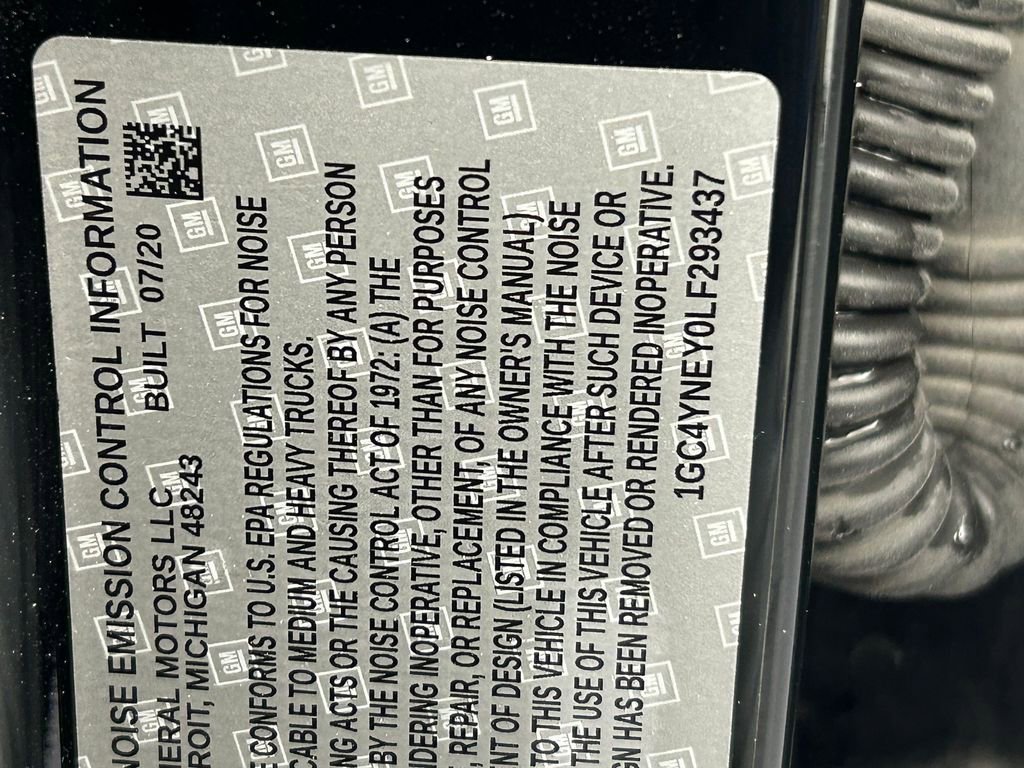 NOISE EMISSION CONTROL INFORMATION
NERAL MOTORS LLC BUILT 07/20
ROIT, MICHIGAN 48243
E CONFORMS TO U.S. EPA REGULATIONS FOR NOISE
CABLE TO MEDIUM AND HEAVY TRUCKS.
NG ACTS OR THE CAUSING THEREOF BY ANY PERSON
BY THE NOISE CONTROL ACT OF 1972: (A) THE
NDERING INOPERATIVE, OTHER THAN FOR PURPOSES
, REPAIR, OR REPLACEMENT, OF ANY NOISE CONTROL
NT OF DESIGN (LISTED IN THE OWNER'S MANUAL)
TO THIS VEHICLE IN COMPLIANCE WITH THE NOISE
THE USE OF THIS VEHICLE AFTER SUCH DEVICE OR
GN HAS BEEN REMOVED OR RENDERED INOPERATIVE.
1GC4YNEY0LF293437
GM